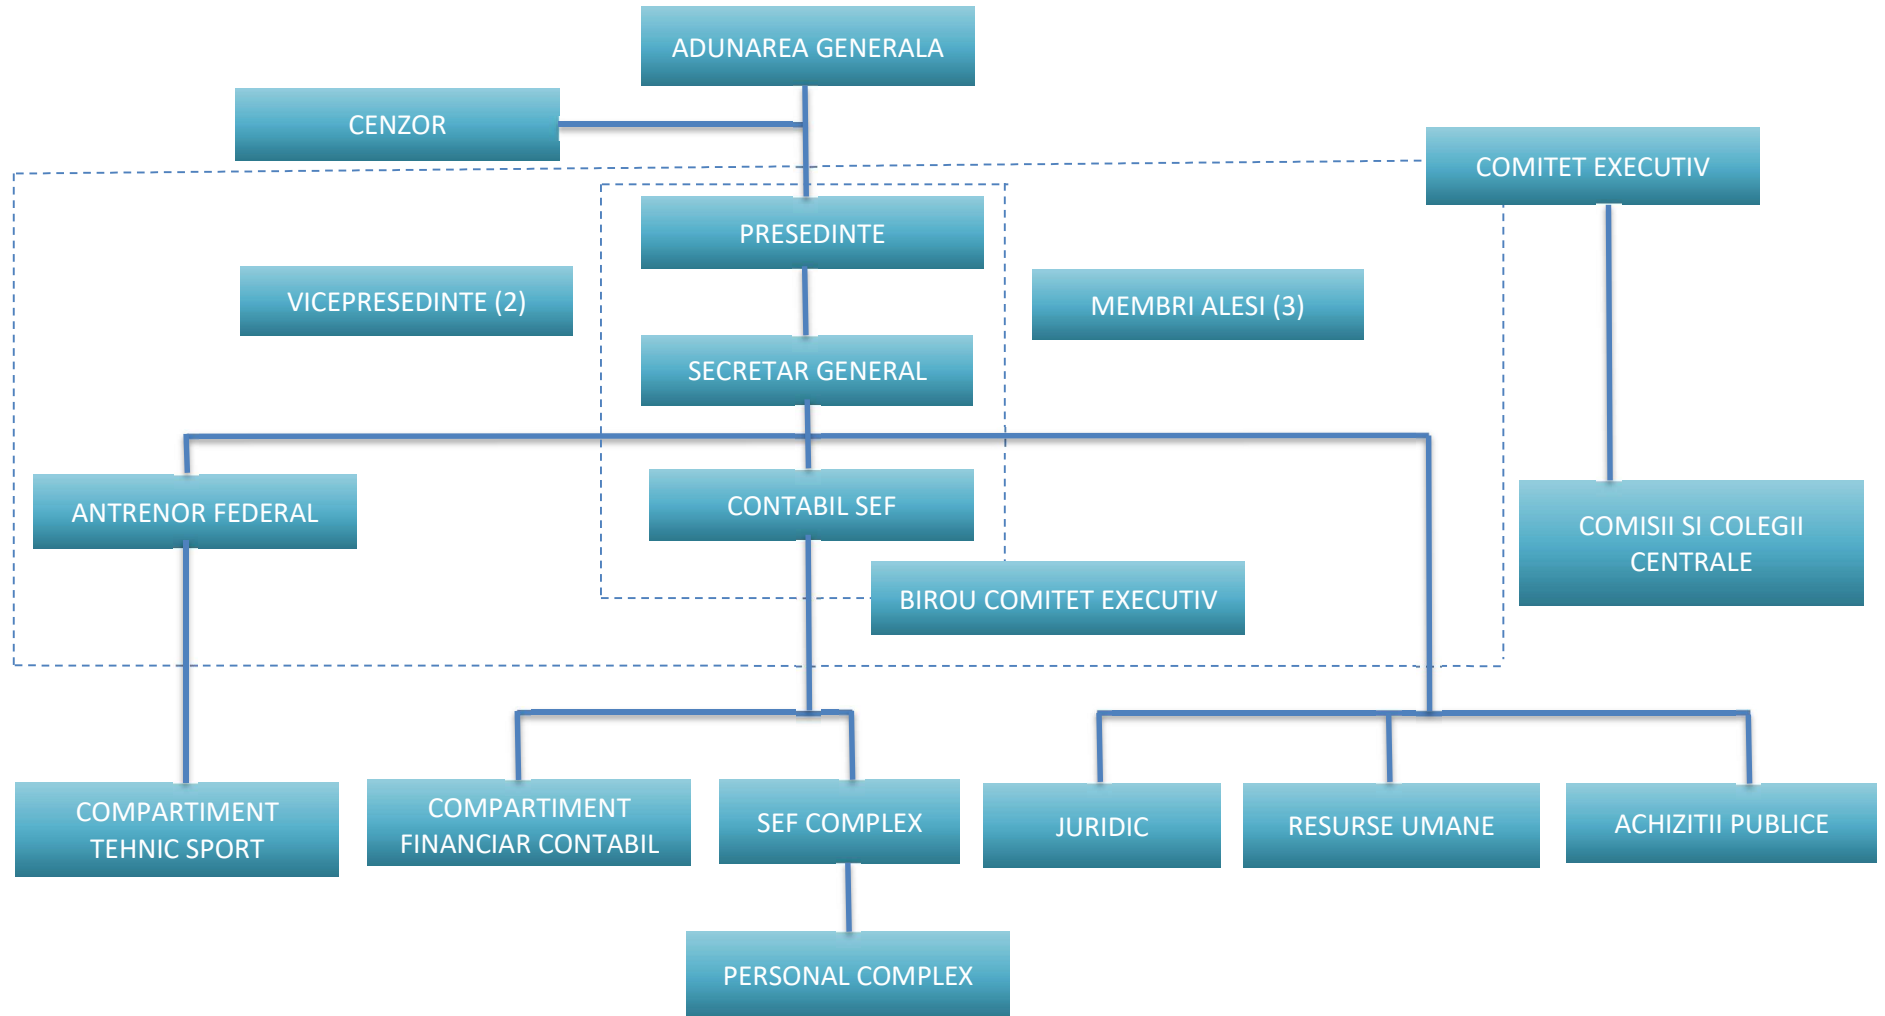 ADUNAREA GENERALA
CENZOR
COMITET EXECUTIV
PRESEDINTE
VICEPRESEDINTE (2)
MEMBRI ALESI (3)
SECRETAR GENERAL
ANTRENOR FEDERAL
CONTABIL SEF
COMISII SI COLEGII
CENTRALE
BIROU COMITET EXECUTIV
COMPARTIMENT
TEHNIC SPORT
COMPARTIMENT
FINANCIAR CONTABIL
SEF COMPLEX
JURIDIC
RESURSE UMANE
ACHIZITII PUBLICE
PERSONAL COMPLEX